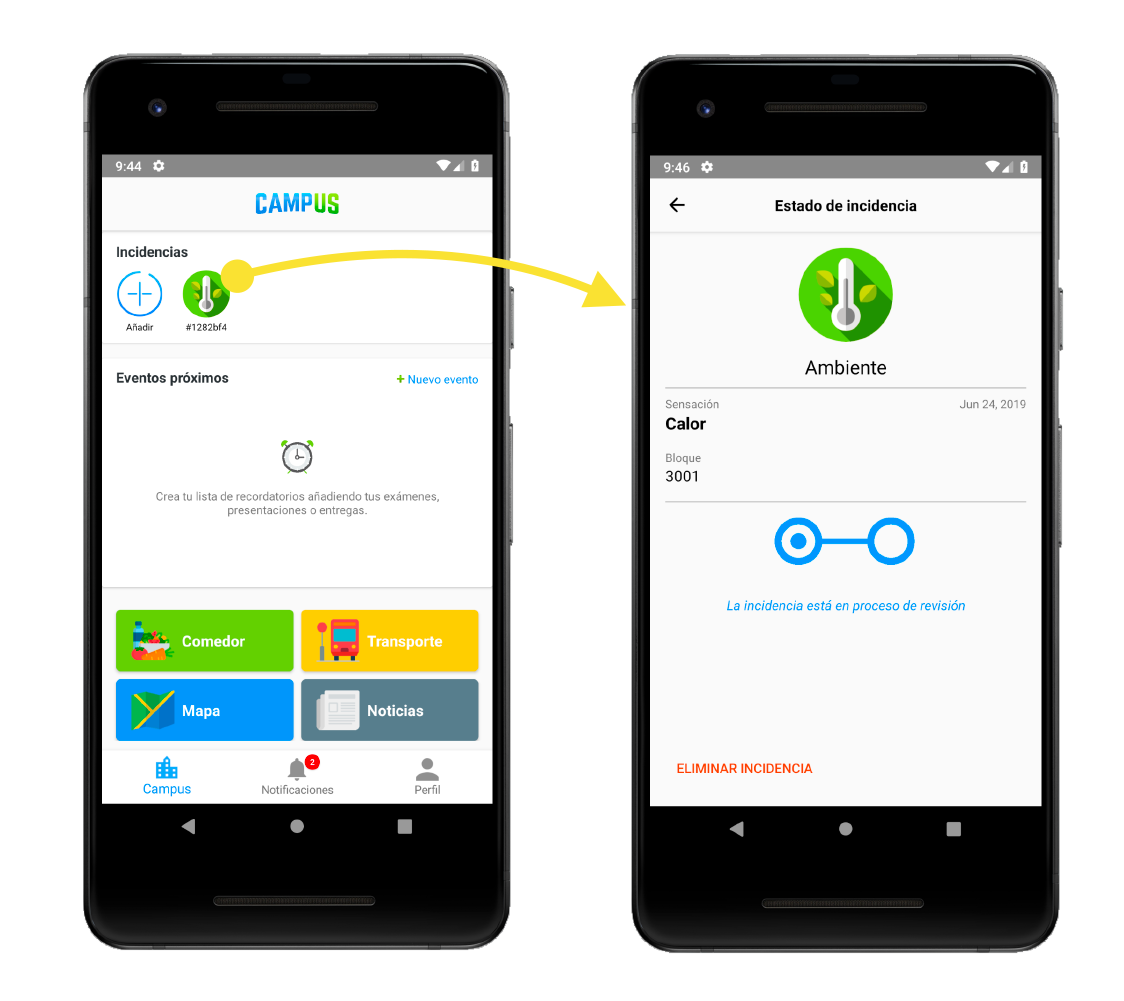 9:44
CAMPUS
Incidencias
Añadir
#1282bf4
Eventos próximos
+ Nuevo evento
Crea tu lista de recordatorios añadiendo tus exámenes,
presentaciones o entregas.
Comedor
Transporte
Mapa
Noticias
2
Campus
Notificaciones
Perfil
9:46
Estado de incidencia
Ambiente
Sensación
Jun 24, 2019
Calor
Bloque
3001
La incidencia está en proceso de revisión
ELIMINAR INCIDENCIA